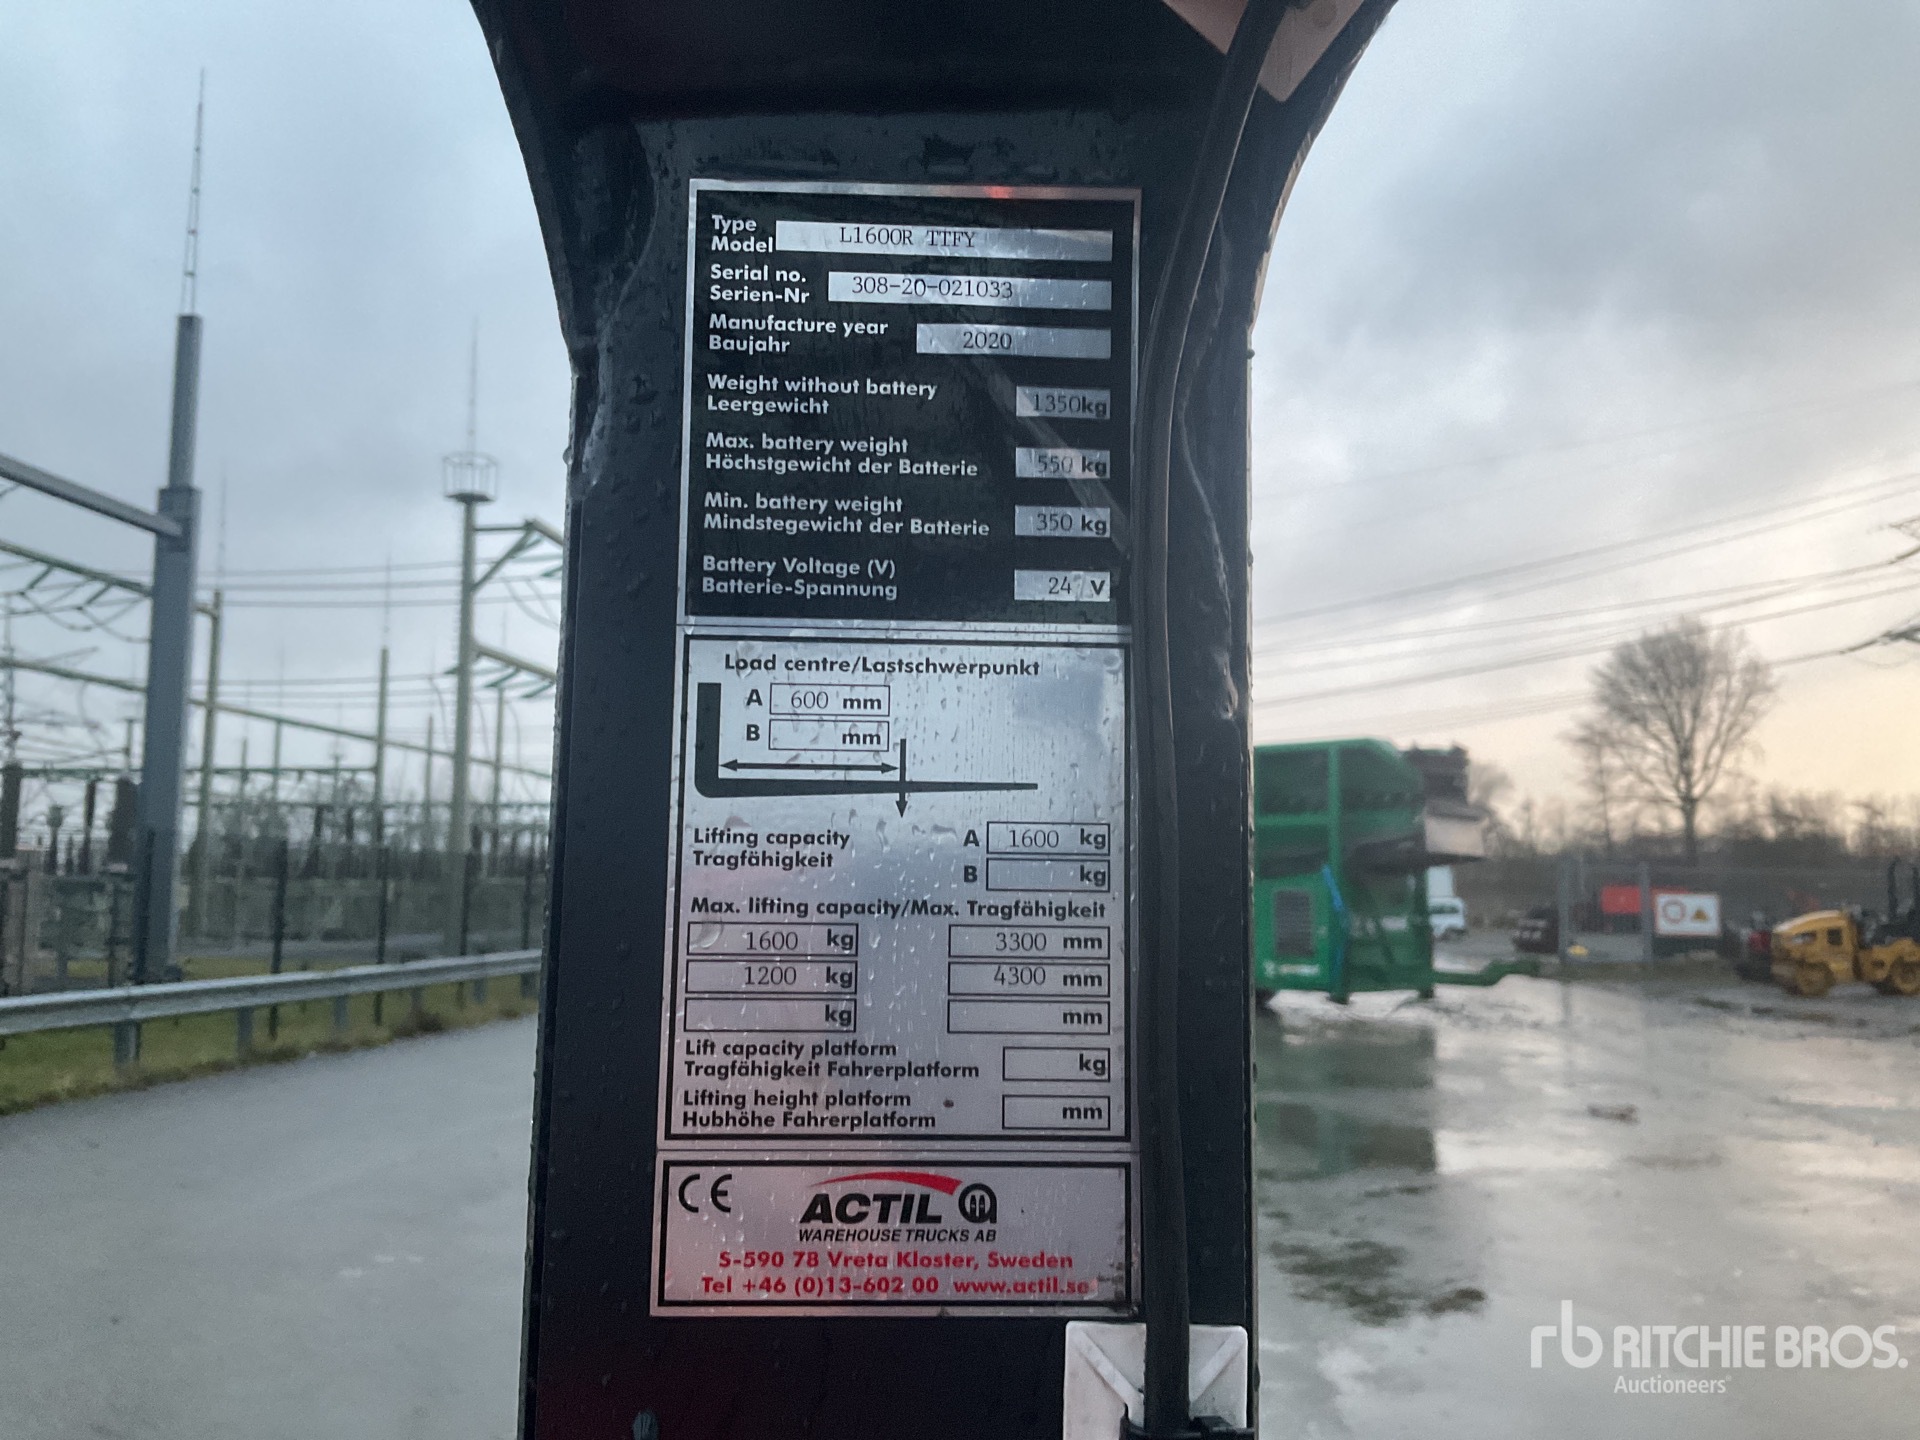 Type
Model L1600R TTFY
Serial no.
Serien-Nr 308-20-021033
Manufacture year
Baujahr 2020
Weight without battery
Leergewicht 1350kg
Max. battery weight
Höchstgewicht der Batterie 550 kg
Min. battery weight
Mindstegewicht der Batterie 350 kg
Battery Voltage (V)
Batterie-Spannung 24 V
Load centre/Lastschwerpunkt
A 600 mm
B mm
Lifting capacity A 1600 kg
Tragfähigkeit
B kg
Max. lifting capacity/Max. Tragfähigkeit
1600 kg 3300 mm
1200 kg 4300 mm
kg mm
Lift capacity platform
Tragfähigkeit Fahrerplatform kg
Lifting height platform
Hubhöhe Fahrerplatform mm
CE ACTIL
WAREHOUSE TRUCKS AB
S-590 78 Vreta Kloster, Sweden
Tel +46 (0)13-602 00 www.actil.se
rb RITCHIE BROS.
Auctioneers